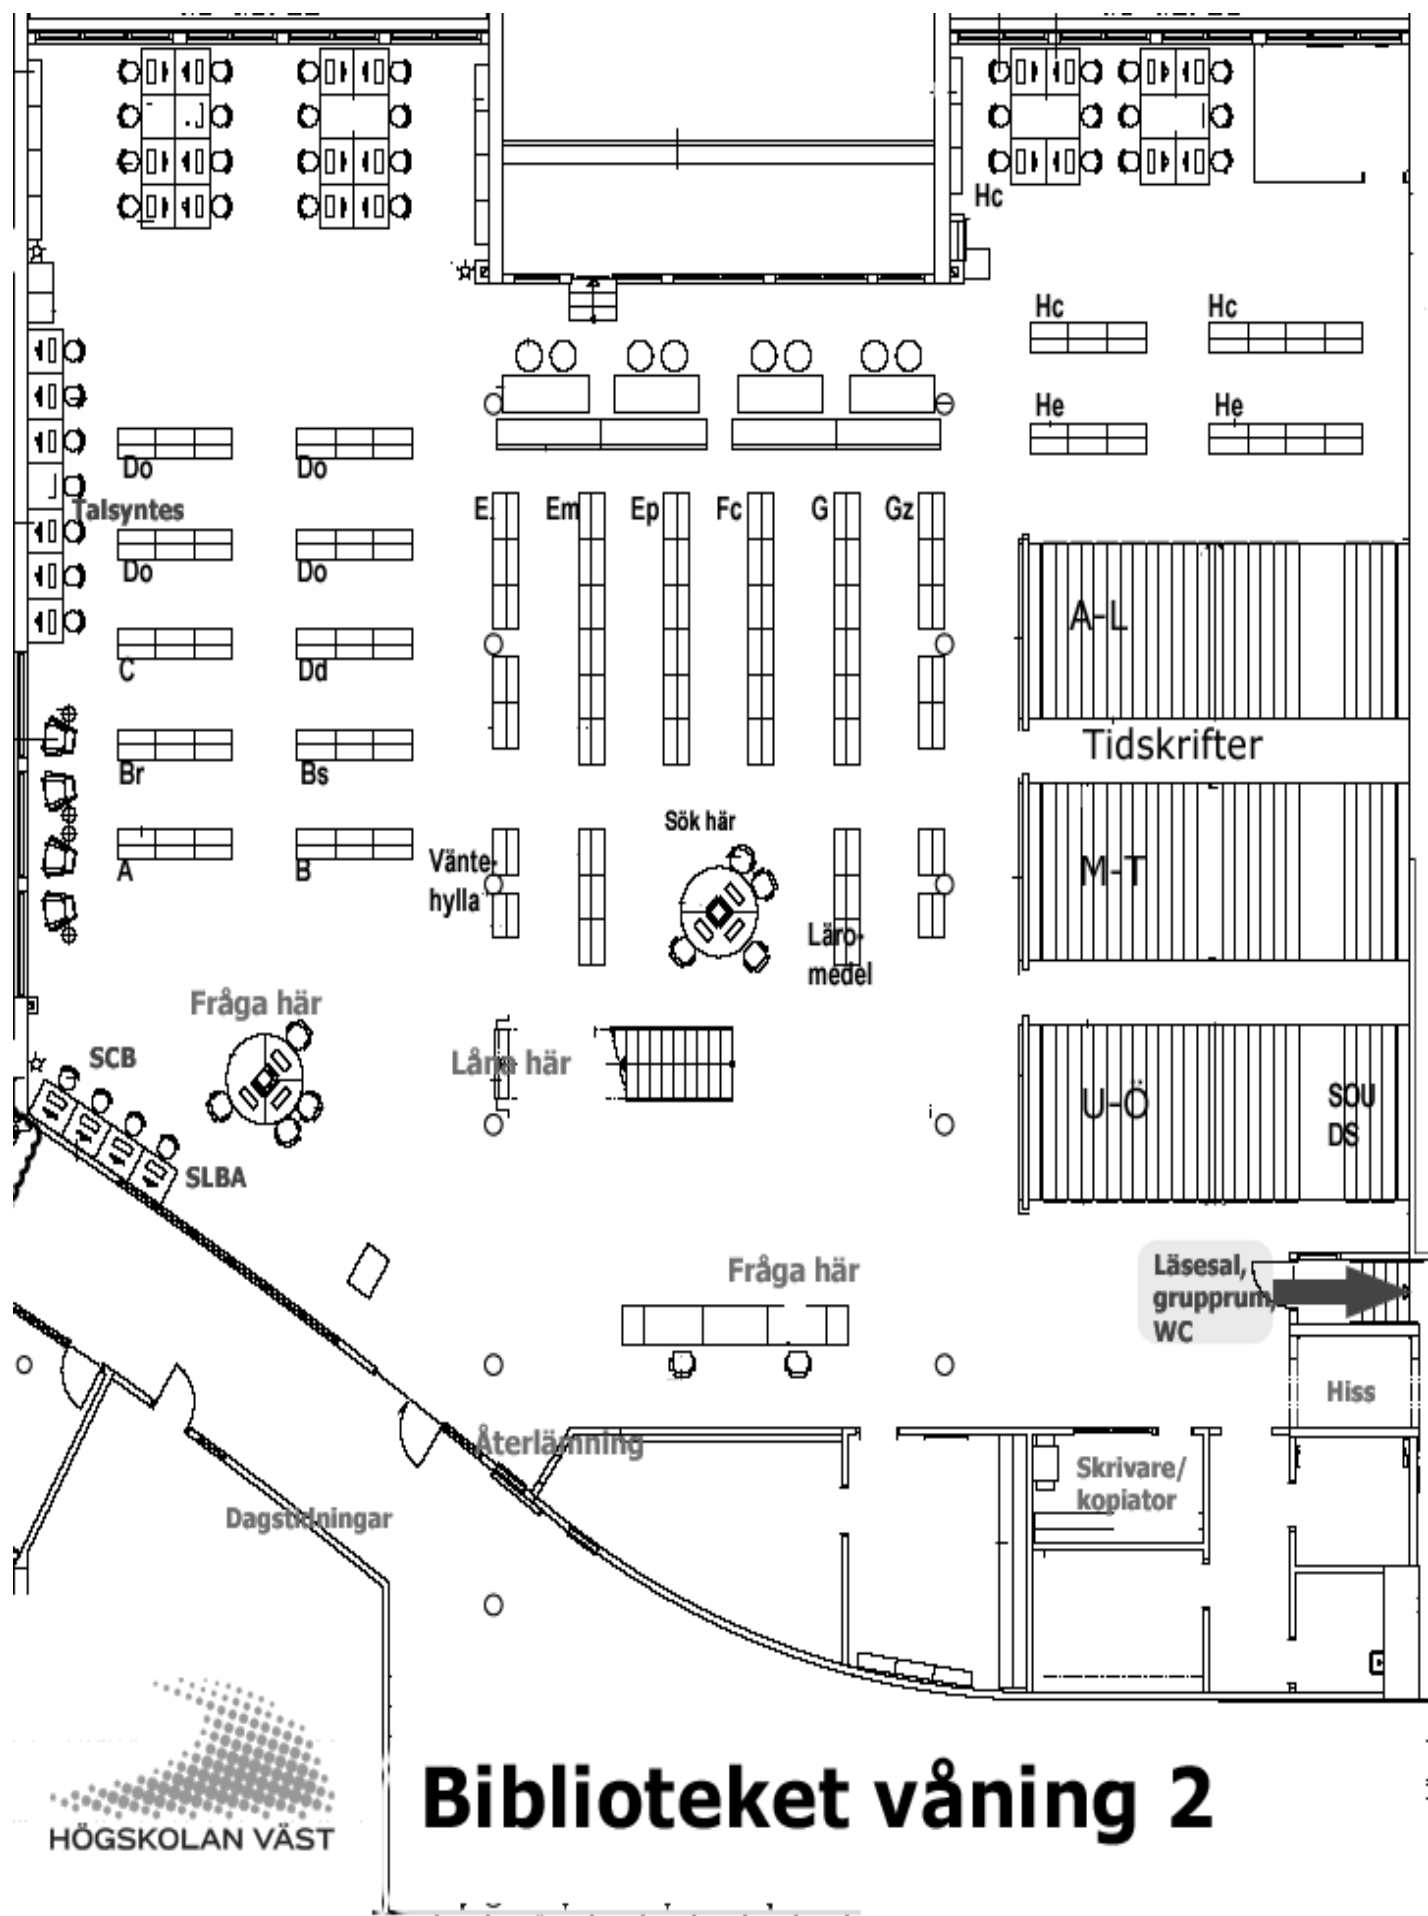 Hc
Hc
Hc
He
He
Do
Do
Talsyntes
E.
Em
Ep
Fc
G
Gz
Do
Do
A-L
C
Dd
Tidskrifter
Br
Bs
Sök här
A
B
Vänte-
hylla
M-T
Läro-
medel
Fråga här
SCB
Låna här
U-Ö
SOU
DS
SLBA
Fråga här
Läsesal,
grupprum,
WC
Hiss
Återlämning
Skrivare/
kopiator
Dagstidningar
Biblioteket våning 2
HÖGSKOLAN VÄST